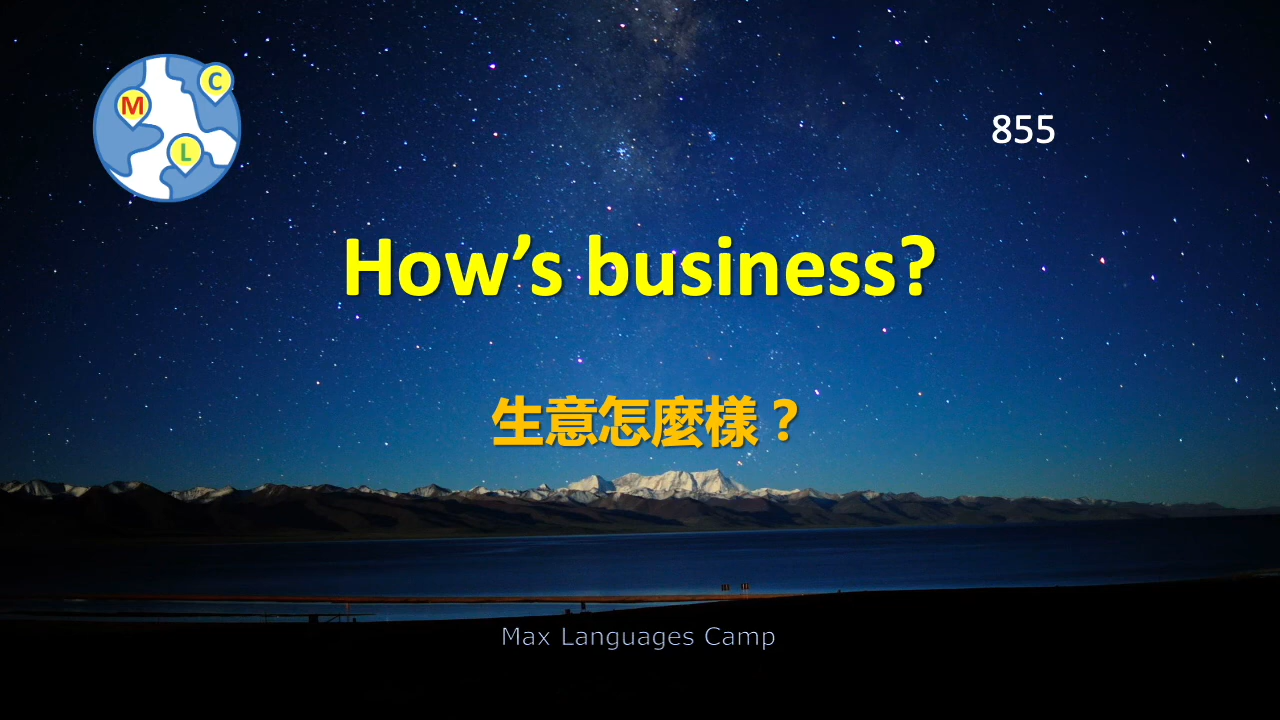 M
C
L
855
How’s business?
生意怎麼樣？
Max Languages Camp